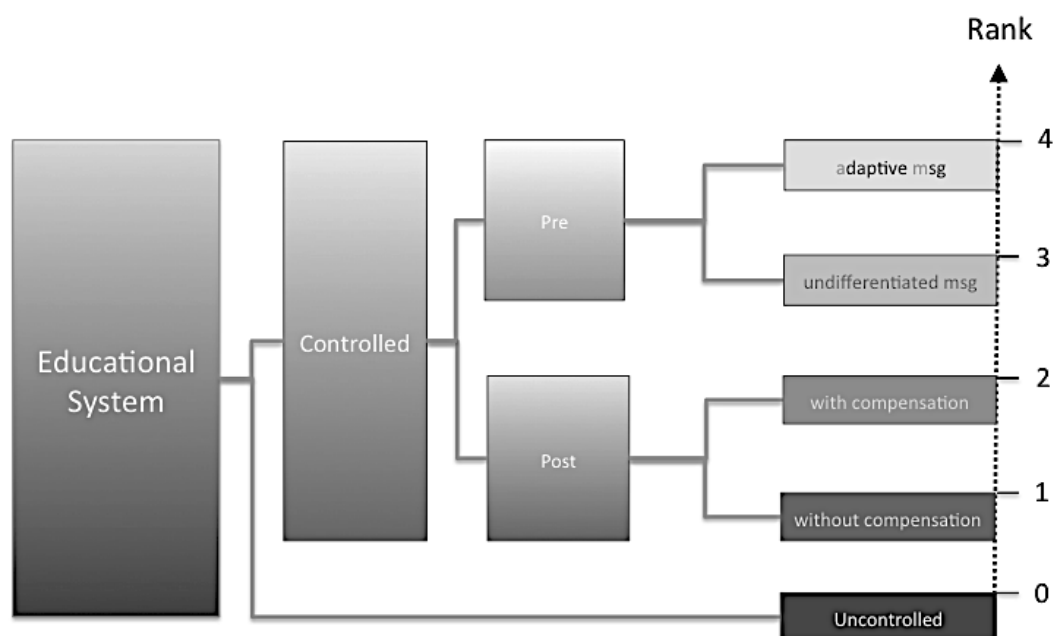 Rank
4
adaptive msg
Pre
3
undifferentiated msg
Controlled
Educational
System
2
with compensation
Post
1
without compensation
0
Uncontrolled